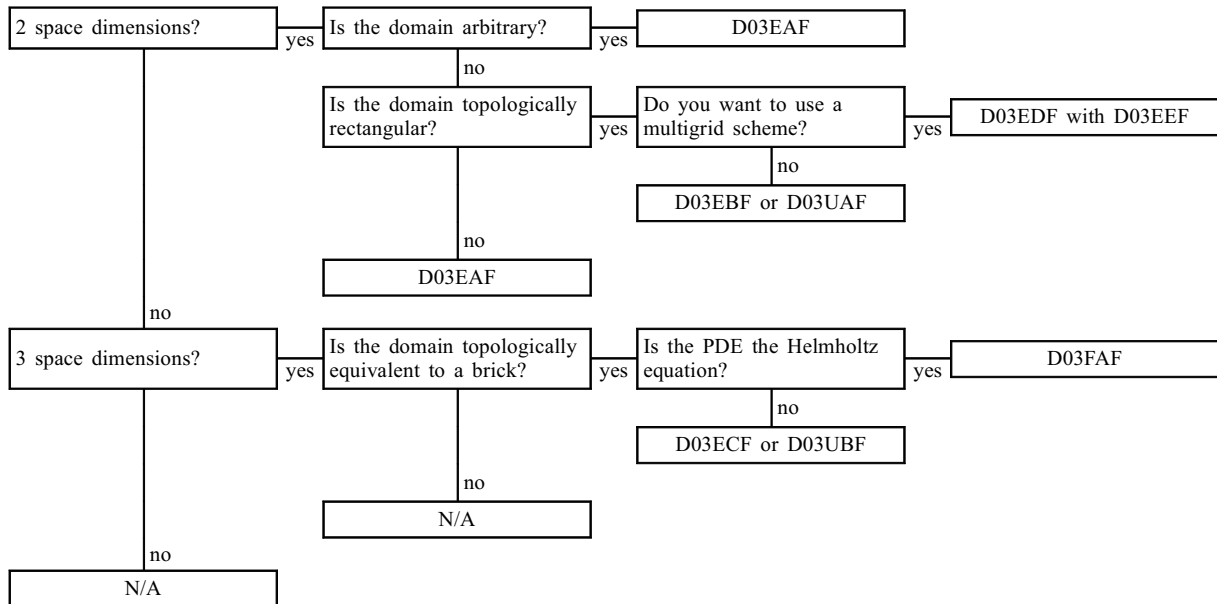 2 space dimensions?
yes
Is the domain arbitrary?
yes
D03EAF
no
Is the domain topologically
rectangular?
yes
Do you want to use a
multigrid scheme?
yes
D03EDF with D03EEF
no
D03EBF or D03UAF
no
D03EAF
no
3 space dimensions?
yes
Is the domain topologically
equivalent to a brick?
yes
Is the PDE the Helmholtz
equation?
yes
D03FAF
no
D03ECF or D03UBF
no
N/A
no
N/A